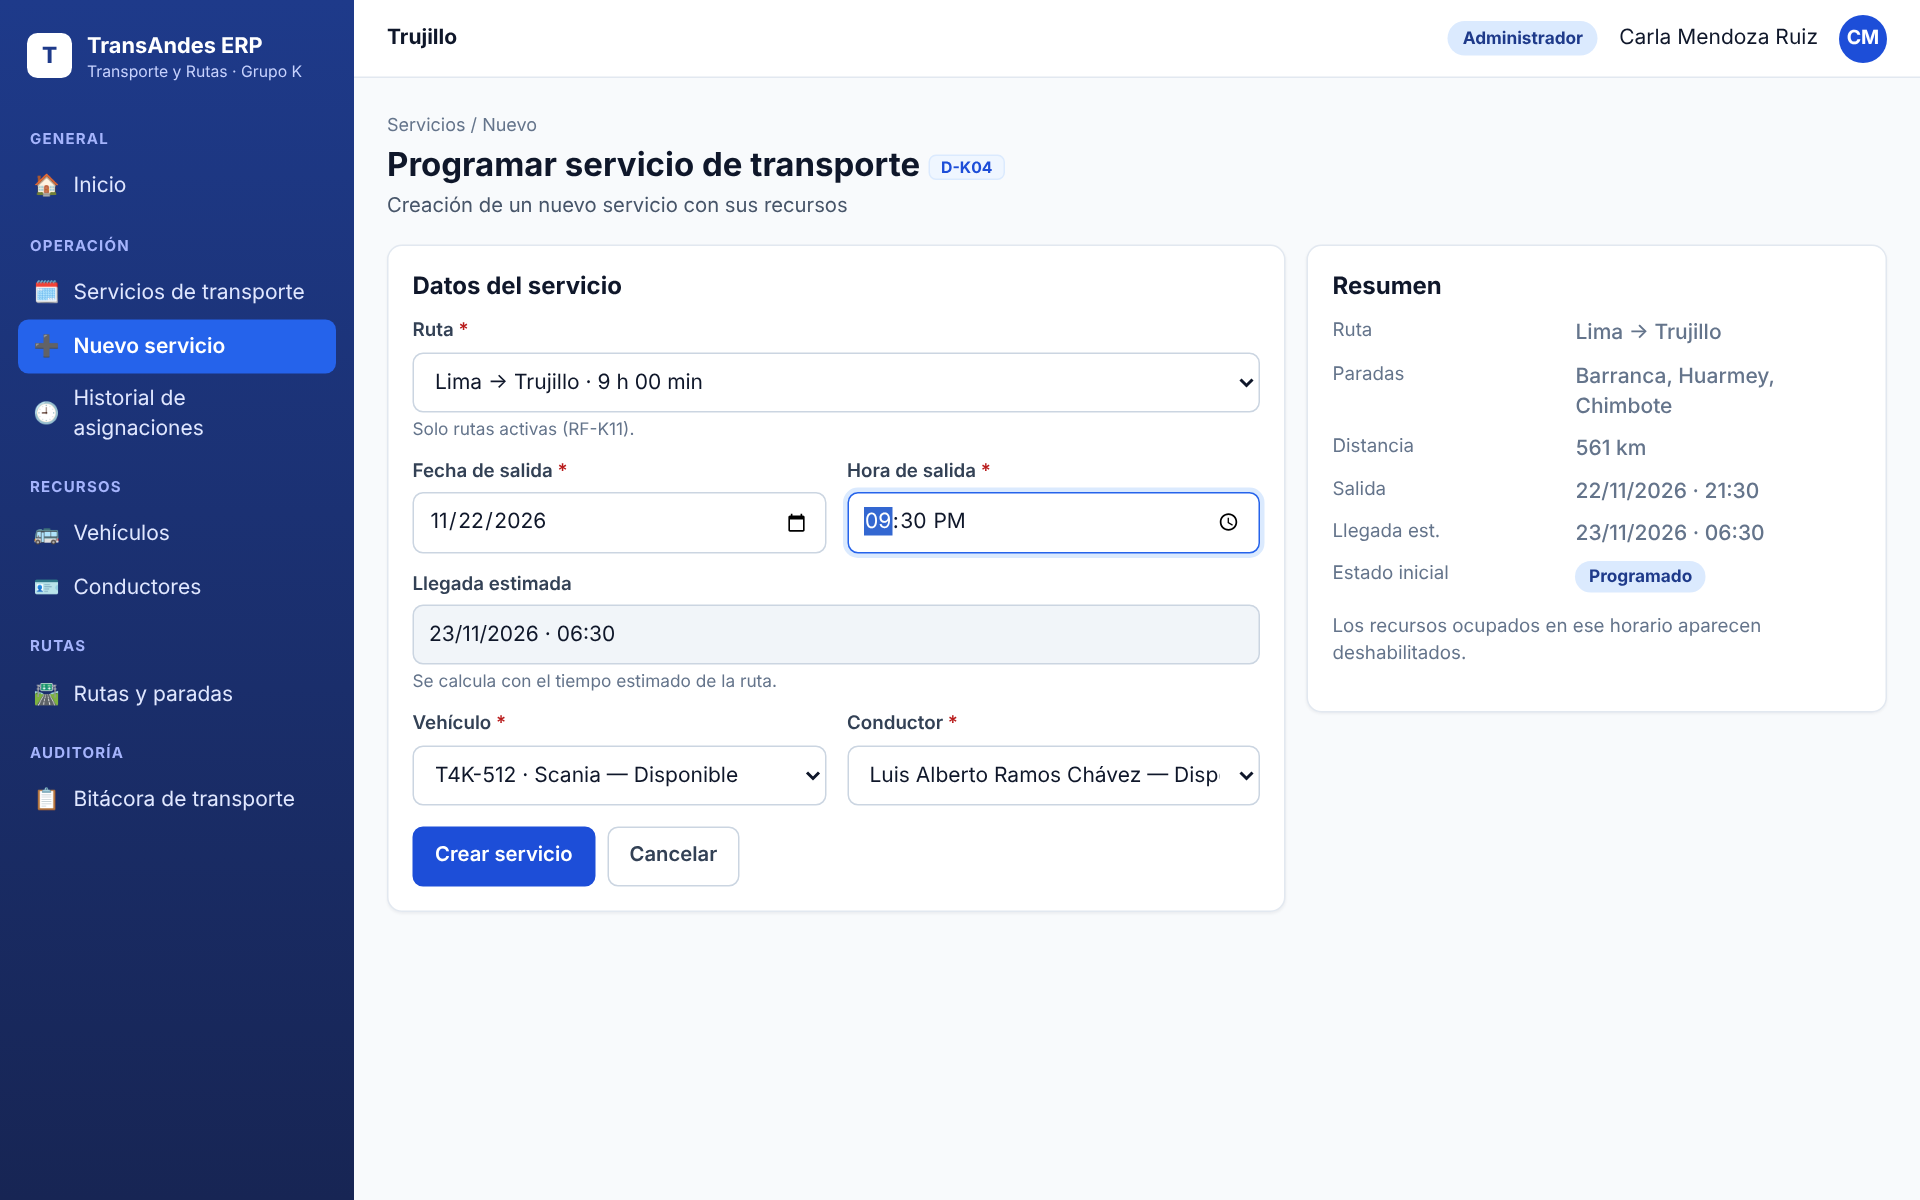 T
TransAndes ERP
Transporte y Rutas · Grupo K
GENERAL
Inicio
OPERACIÓN
Servicios de transporte
Nuevo servicio
Historial de
asignaciones
RECURSOS
Vehículos
Conductores
RUTAS
Rutas y paradas
AUDITORÍA
Bitácora de transporte
Trujillo
Administrador
Carla Mendoza Ruiz
CM
Servicios / Nuevo
Programar servicio de transporte D-K04
Creación de un nuevo servicio con sus recursos
Datos del servicio
Ruta *
Lima → Trujillo · 9 h 00 min
Solo rutas activas (RF-K11).
Fecha de salida *
11/22/2026
Hora de salida *
09:30 PM
Llegada estimada
23/11/2026 · 06:30
Se calcula con el tiempo estimado de la ruta.
Vehículo *
T4K-512 · Scania — Disponible
Conductor *
Luis Alberto Ramos Chávez — Disp
Crear servicio
Cancelar
Resumen
Ruta Lima → Trujillo
Paradas Barranca, Huarmey,
Chimbote
Distancia 561 km
Salida 22/11/2026 · 21:30
Llegada est. 23/11/2026 · 06:30
Estado inicial Programado
Los recursos ocupados en ese horario aparecen
deshabilitados.